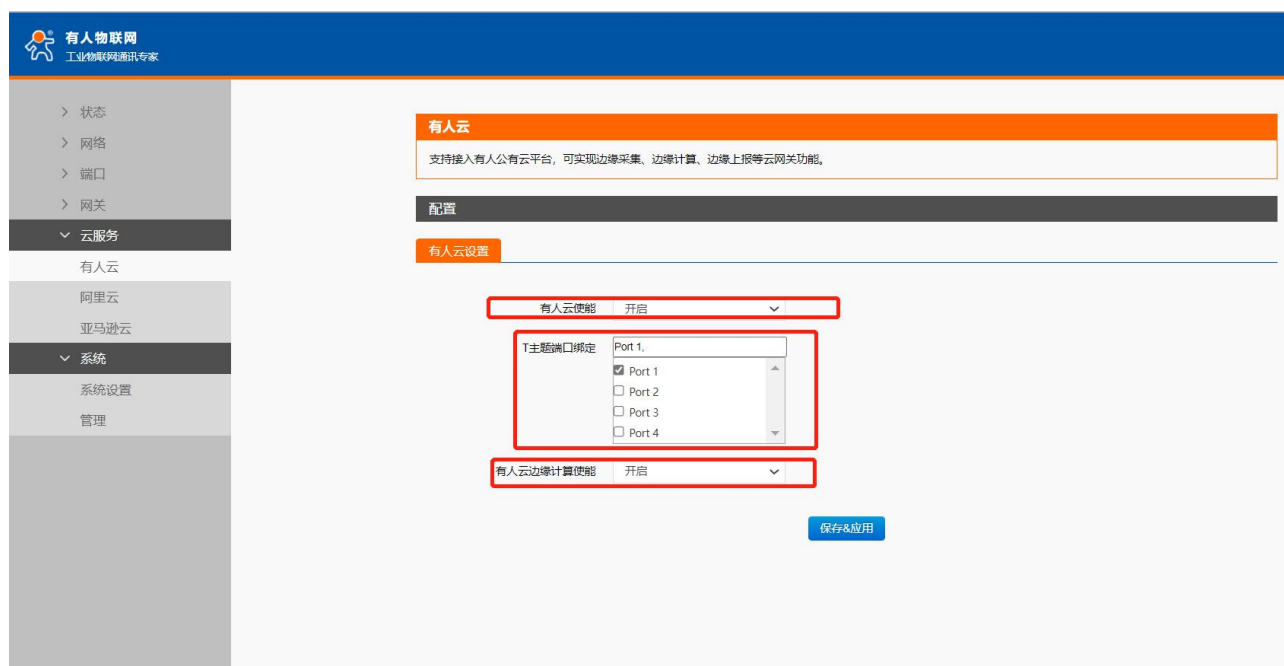 有人物联网
工业物联网通讯专家
状态
网络
端口
网关
云服务
有人云
阿里云
亚马逊云
系统
系统设置
管理
有人云
支持接入有人公有云平台，可实现边缘采集、边缘计算、边缘上报等云网关功能。
配置
有人云设置
有人云使能 开启
T主题端口绑定 Port 1,
Port 1
Port 2
Port 3
Port 4
有人云边缘计算使能 开启
保存&应用